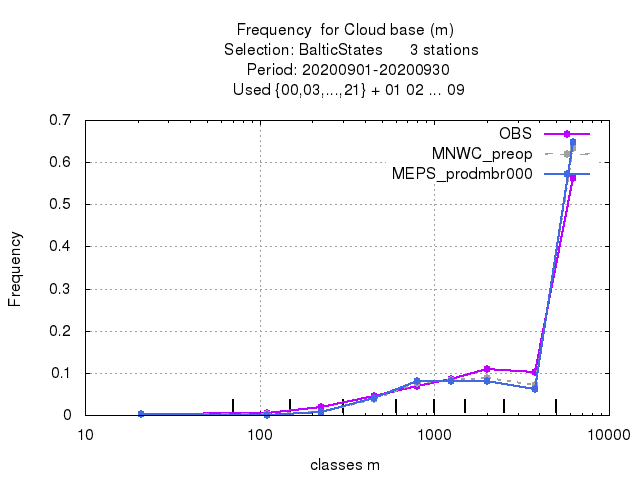 Frequency  for Cloud base (m)
Selection: BalticStates      3 stations
Period: 20200901-20200930
Used {00,03,...,21} + 01 02 ... 09
OBS
MNWC_preop
MEPS_prodmbr000
0.7
0.6
0.5
0.4
0.3
0.2
0.1
0
Frequency
10 100 1000 10000
classes m